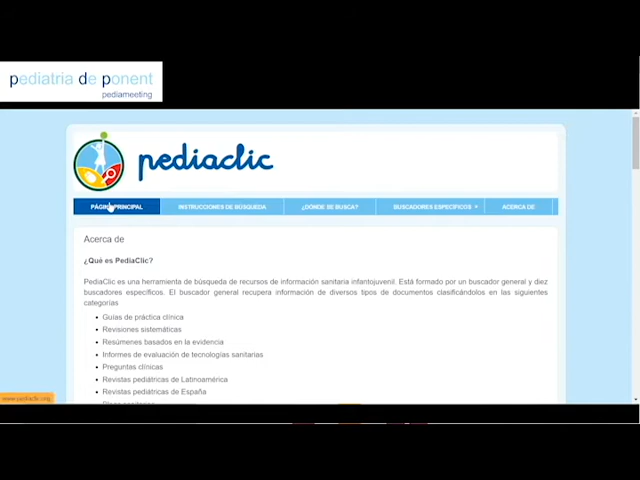 pediatria de ponent
pediameeting
pediaclic
PÁGINA PRINCIPAL
INSTRUCCIONES DE BÚSQUEDA
¿DÓNDE SE BUSCA?
BUSCADORES ESPECÍFICOS
ACERCA DE
Acerca de
¿Qué es PediaClic?
PediaClic es una herramienta de búsqueda de recursos de información sanitaria infantojuvenil. Está formado por un buscador general y diez
buscadores específicos. El buscador general recupera información de diversos tipos de documentos clasificándolos en las siguientes
categorías
Guías de práctica clínica
Revisiones sistemáticas
Resúmenes basados en la evidencia
Informes de evaluación de tecnologías sanitarias
Preguntas clínicas
Revistas pediátricas de Latinoamérica
Revistas pediátricas de España
www.pediaclic.org